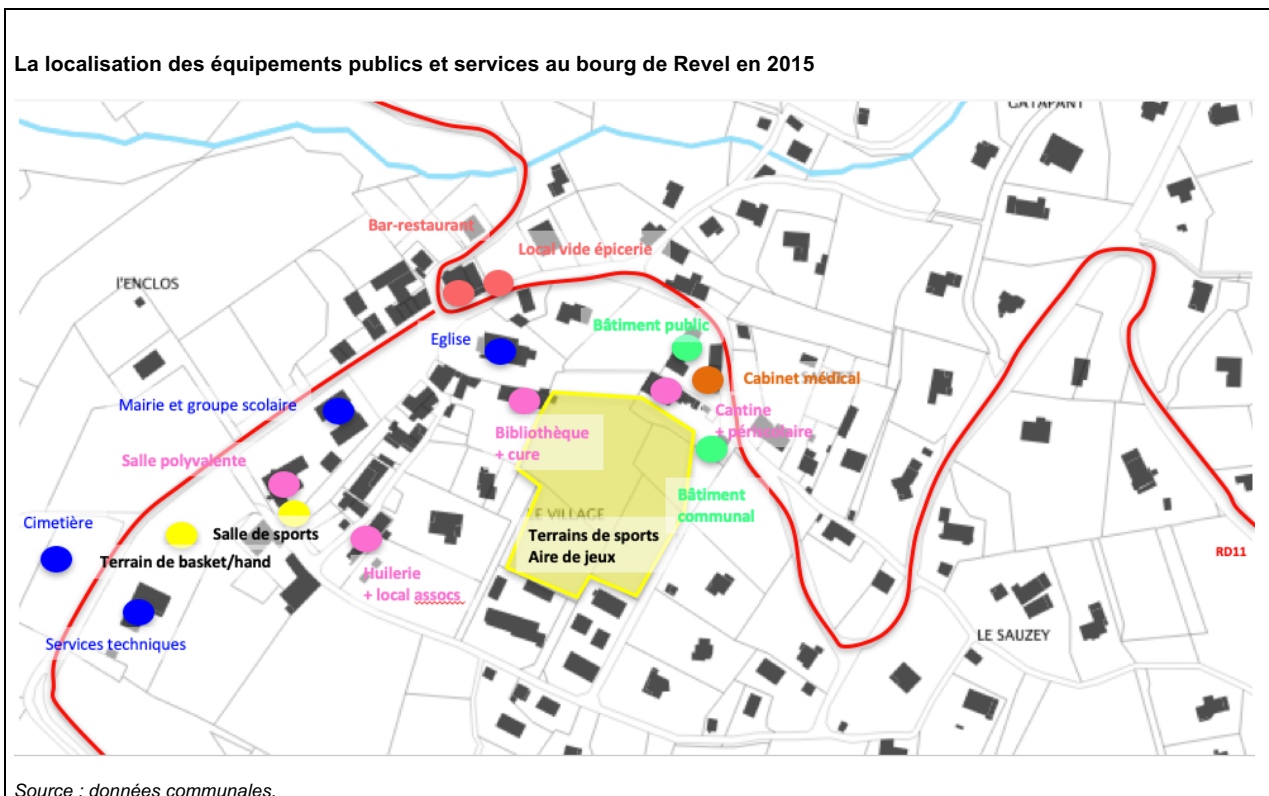 La localisation des équipements publics et services au bourg de Revel en 2015
CATAPANT
Bar-restaurant
Local vide épicerie
l'ENCLOS
Bâtiment public
Eglise
Cabinet médical
Mairie et groupe scolaire
Cantine
+ périscolaire
Bibliothèque
+ cure
Salle polyvalente
Bâtiment
communal
LE VILLAGE
Cimetière
Salle de sports
Terrains de sports
Aire de jeux
Terrain de basket/hand
RD11
Huilerie
+ local assocs
Services techniques
LE SAUZEY
Source : données communales.